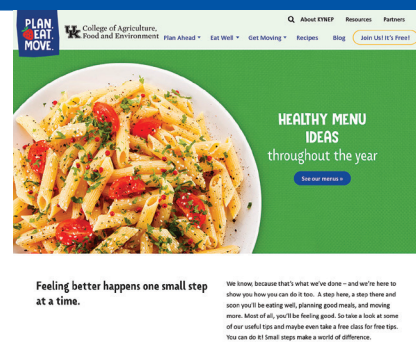 About KYNEP Resources Partners
PLAN.
EAT.
MOVE.
UK College of Agriculture,
Food and Environment
Plan Ahead Eat Well Get Moving Recipes Blog Join Us! It's Free!
HEALTHY MENU
IDEAS
throughout the year
See our menus »
Feeling better happens one small step
at a time.
We know, because that's what we've done – and we're here to
show you how you can do it too. A step here, a step there and
soon you'll be eating well, planning good meals, and moving
more. Most of all, you'll be feeling good. So take a look at some
of our useful tips and maybe even take a free class for free tips.
You can do it! Small steps make a world of difference.